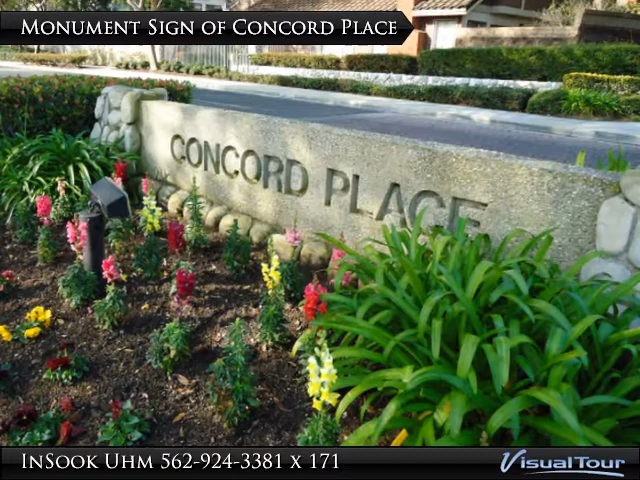 Monument Sign of Concord Place
CONCORD PLACE
InSook Uhm 562-924-3381 x 171
VisualTour